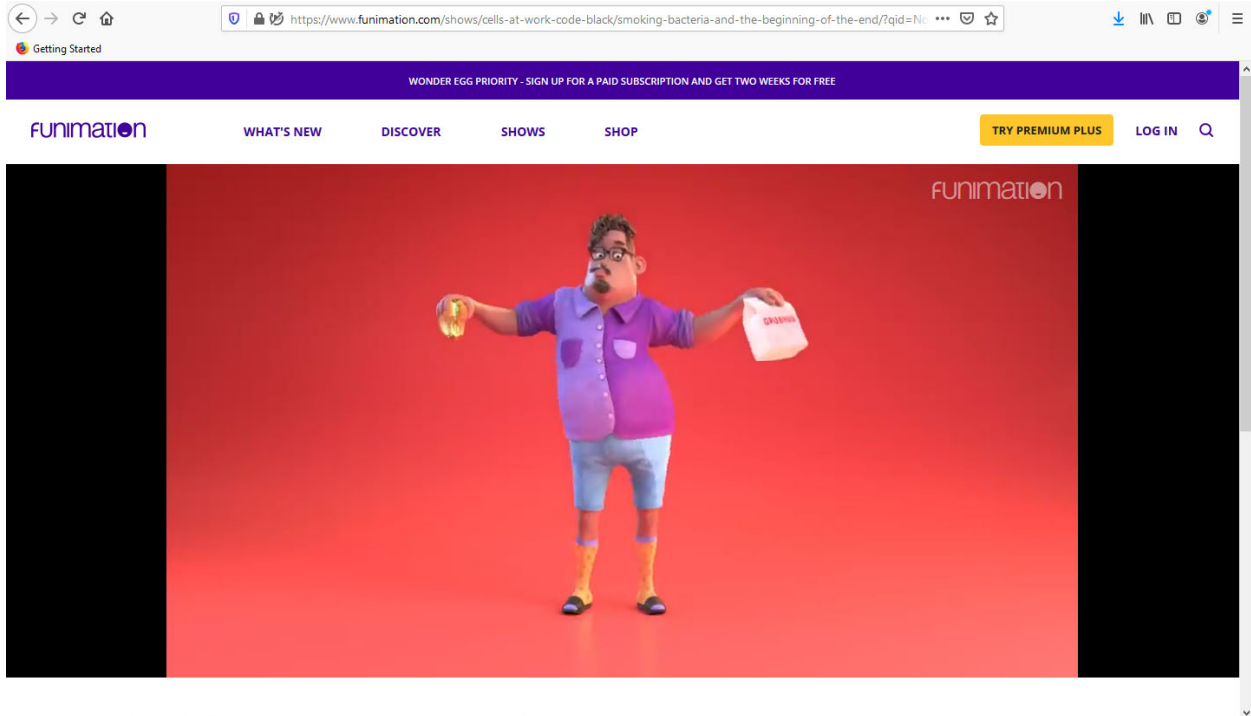 https://www.funimation.com/shows/cells-at-work-code-black/smoking-bacteria-and-the-beginning-of-the-end/?qid=N
Getting Started
WONDER EGG PRIORITY - SIGN UP FOR A PAID SUBSCRIPTION AND GET TWO WEEKS FOR FREE
FUNIMATION WHAT'S NEW DISCOVER SHOWS SHOP TRY PREMIUM PLUS LOG IN
FUNIMATION
GRUBHUB